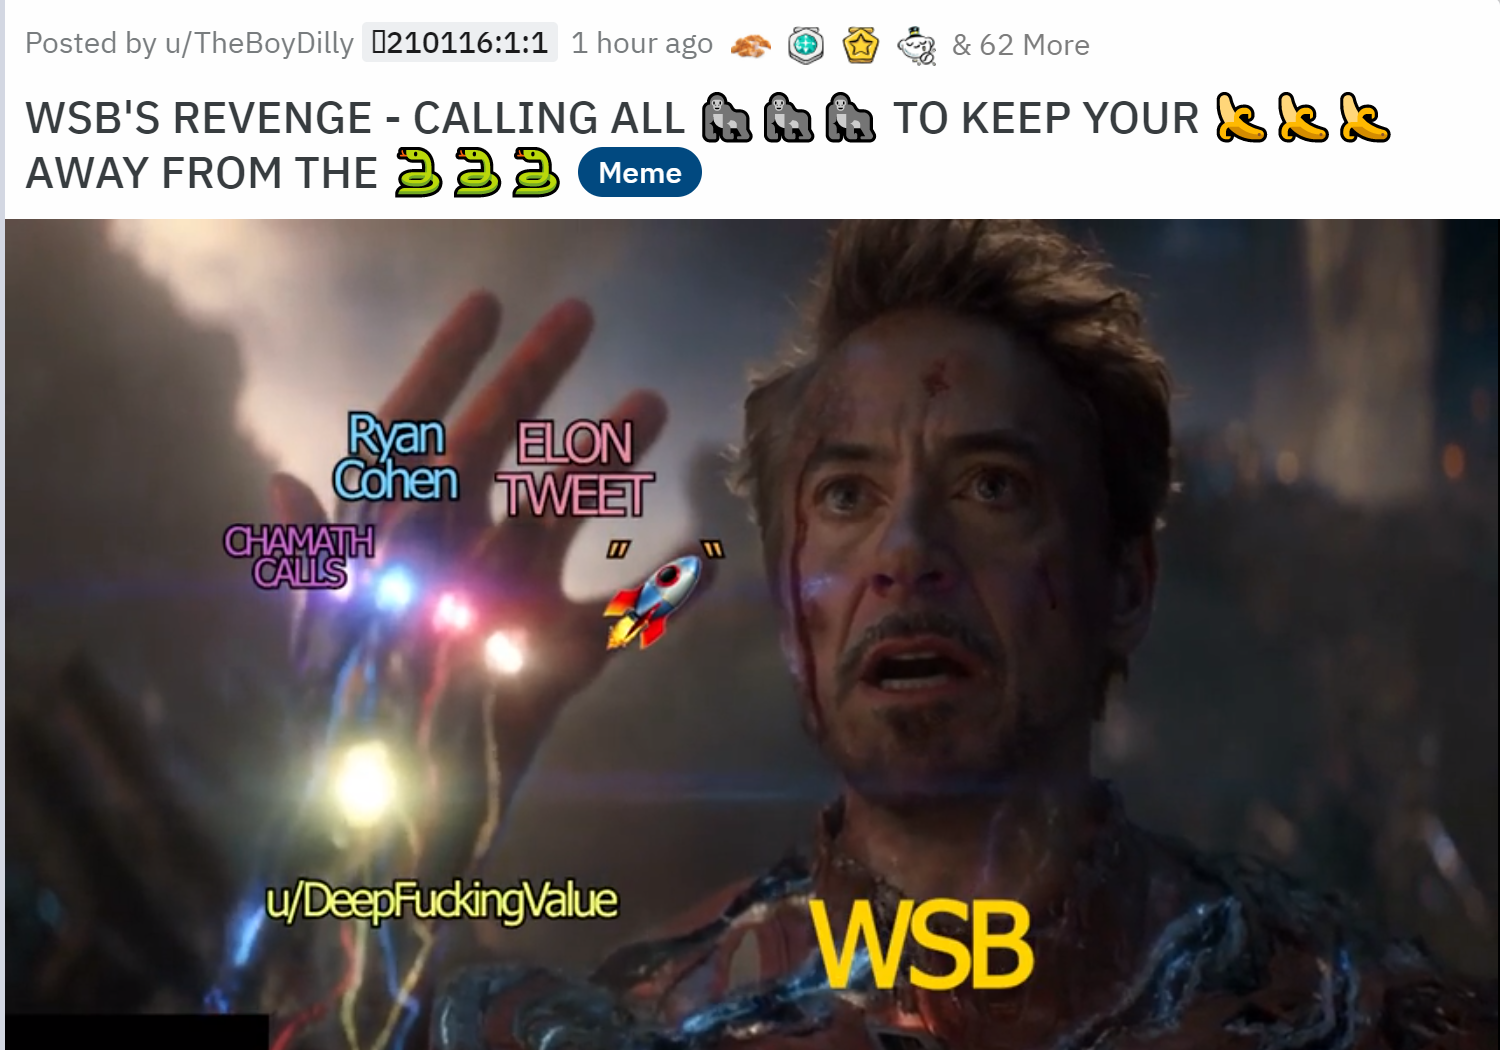 Posted by u/TheBoyDilly 210116:1:1 1 hour ago & 62 More
WSB'S REVENGE - CALLING ALL 🦍🦍🦍 TO KEEP YOUR 🍌🍌🍌
AWAY FROM THE 🐍🐍🐍 Meme
Ryan
Cohen
ELON
TWEET
CHAMATH
CALLS
"🚀"
u/DeepFuckingValue
WSB